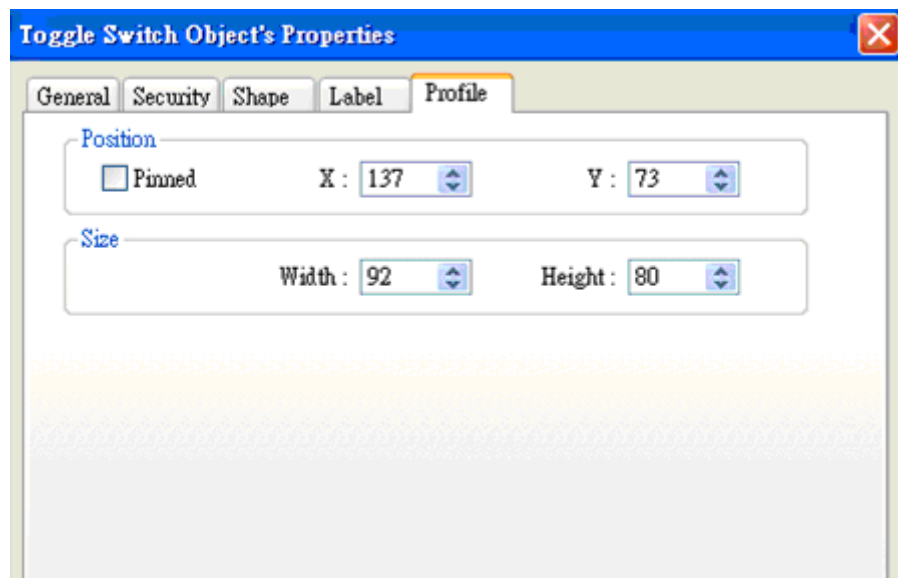 Toggle Switch Object's Properties
General Security Shape Label Profile
Position
Pinned X : 137 Y : 73
Size
Width : 92 Height : 80